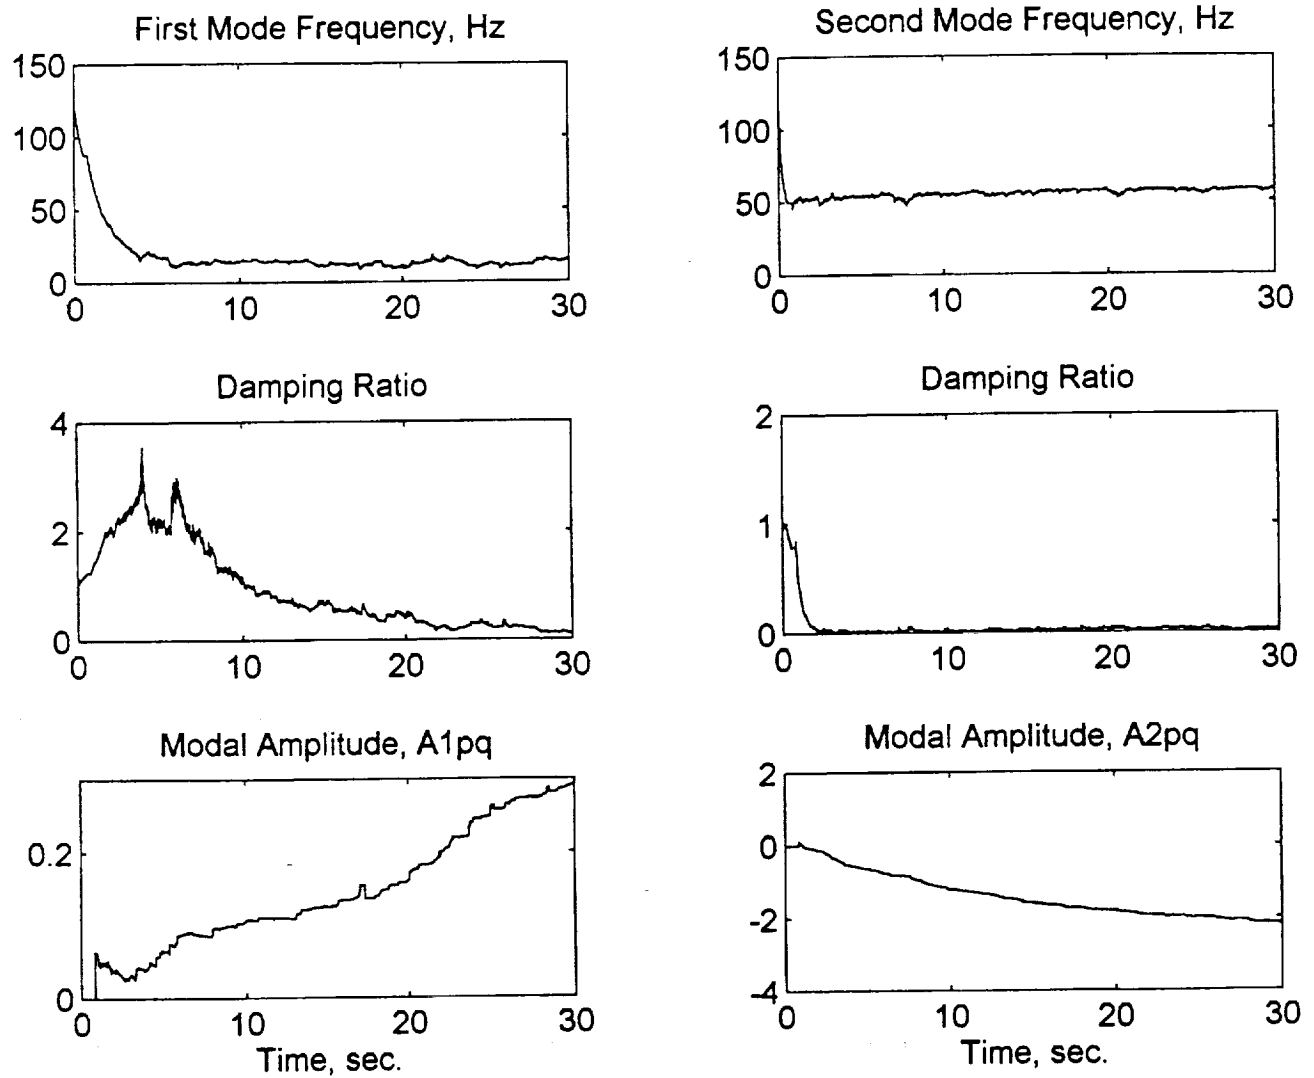 First Mode Frequency, Hz
150
100
50
0
0 10 20 30
Second Mode Frequency, Hz
150
100
50
0
0 10 20 30
Damping Ratio
4
2
0
0 10 20 30
Damping Ratio
2
1
0
0 10 20 30
Modal Amplitude, A1pq
0.2
0
0 10 20 30
Time, sec.
Modal Amplitude, A2pq
2
0
-2
-4
0 10 20 30
Time, sec.